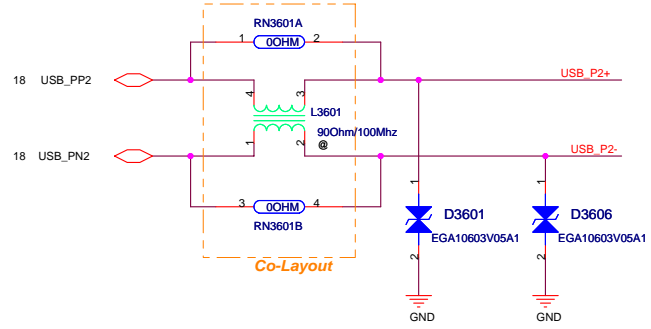 RN3601A
1 0OHM 2
18 USB_PP2
USB_P2+
4 3
L3601
90Ohm/100Mhz
@
1 2
18 USB_PN2
USB_P2-
3 0OHM 4
RN3601B
Co-Layout
1 1
D3601 D3606
EGA10603V05A1 EGA10603V05A1
2 2
GND GND